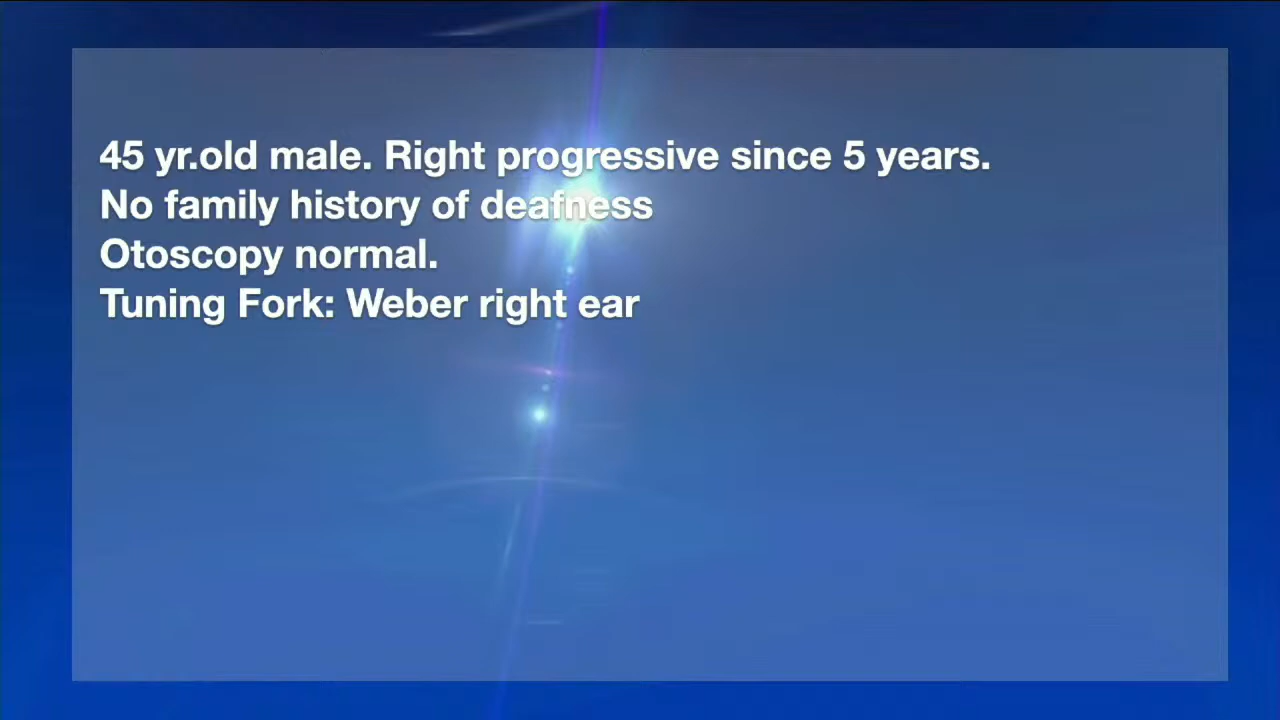 45 yr.old male. Right progressive since 5 years.
No family history of deafness
Otoscopy normal.
Tuning Fork: Weber right ear